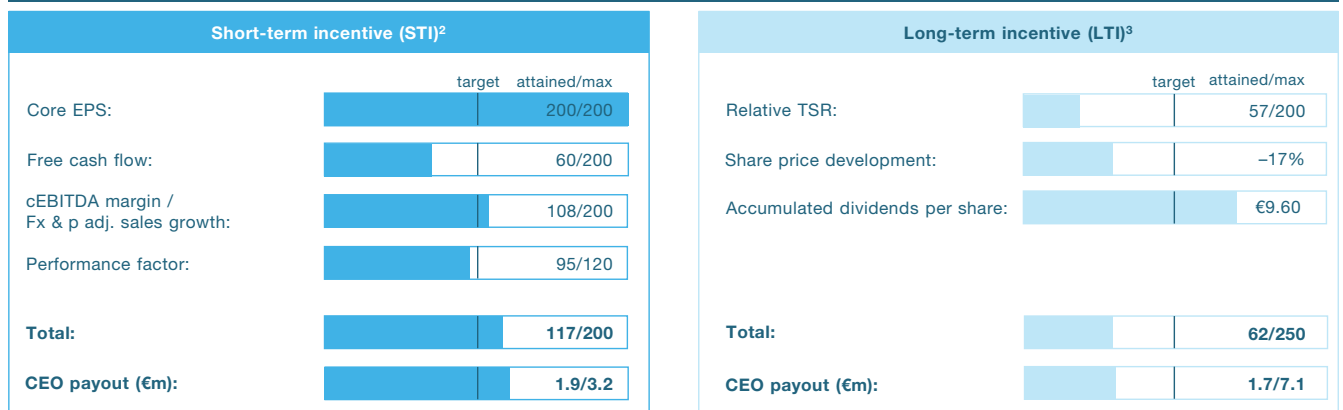 Short-term incentive (STI)²
target attained/max
Core EPS: 200/200
Free cash flow: 60/200
cEBITDA margin /
Fx & p adj. sales growth: 108/200
Performance factor: 95/120
Total: 117/200
CEO payout (€m): 1.9/3.2
Long-term incentive (LTI)³
target attained/max
Relative TSR: 57/200
Share price development: –17%
Accumulated dividends per share: €9.60
Total: 62/250
CEO payout (€m): 1.7/7.1